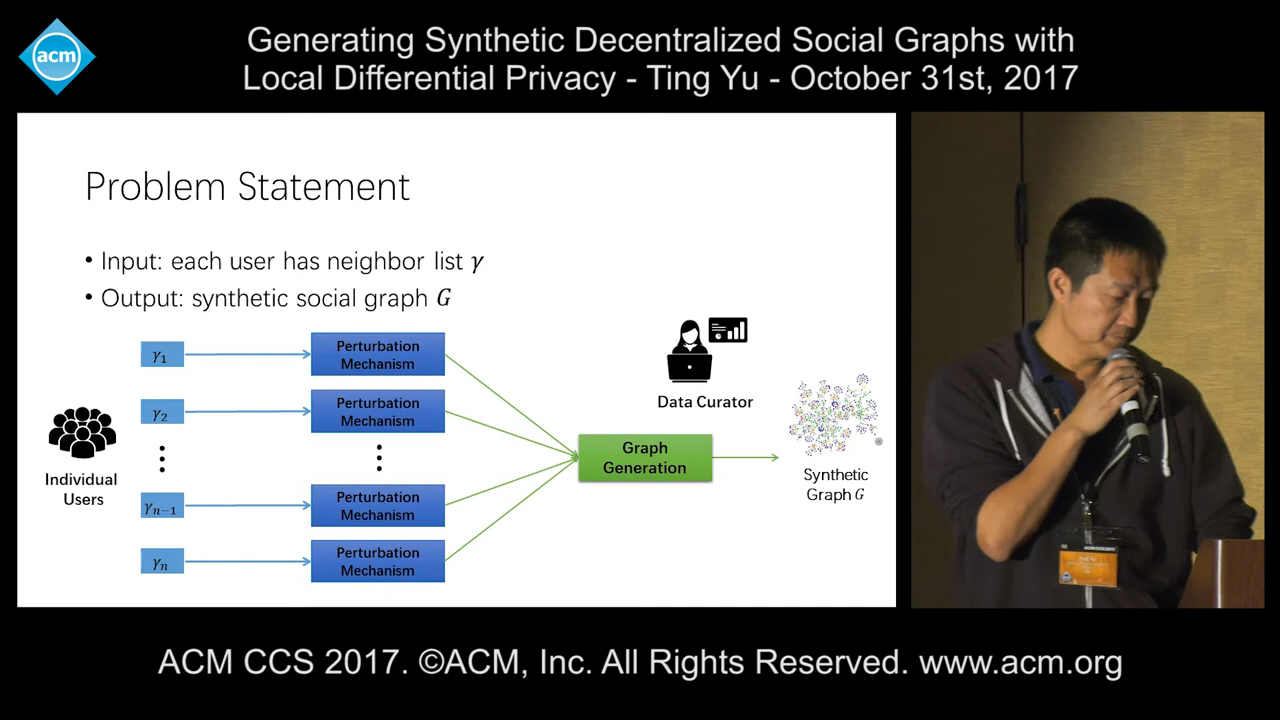 acm
Generating Synthetic Decentralized Social Graphs with
Local Differential Privacy - Ting Yu - October 31st, 2017
Problem Statement
• Input: each user has neighbor list γ
• Output: synthetic social graph G
γ1
Perturbation
Mechanism
γ2
Perturbation
Mechanism
Individual
Users
γn−1
Perturbation
Mechanism
γn
Perturbation
Mechanism
Graph
Generation
Data Curator
Synthetic
Graph G
ACM CCS 2017. ©ACM, Inc. All Rights Reserved. www.acm.org